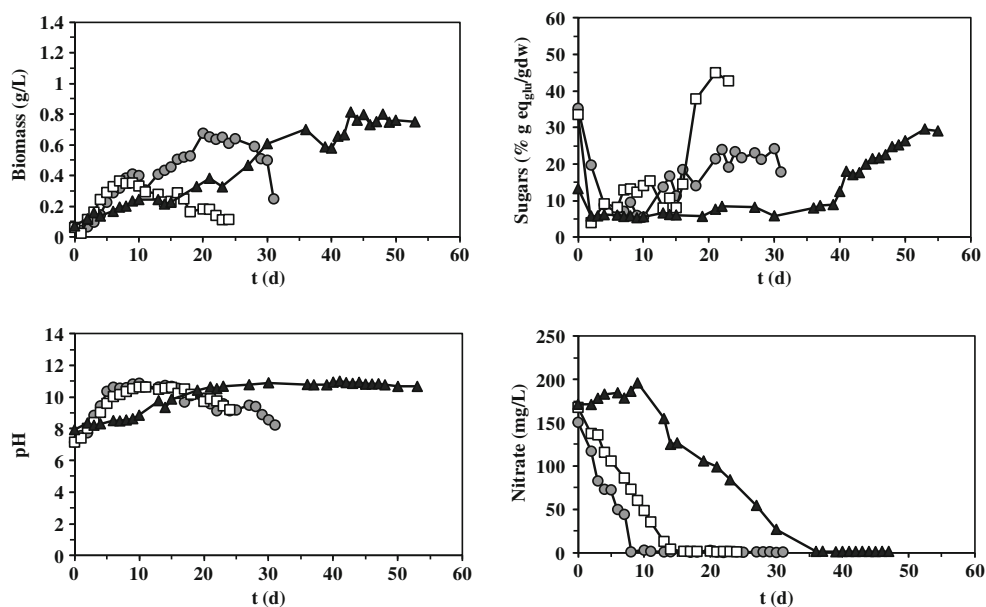 Biomass (g/L)
1.4
1.2
1
0.8
0.6
0.4
0.2
0
0 10 20 30 40 50 60
t (d)
Sugars (% g eqglu/gdw)
60
50
40
30
20
10
0
0 10 20 30 40 50 60
t (d)
pH
14
12
10
8
6
4
2
0
0 10 20 30 40 50 60
t (d)
Nitrate (mg/L)
250
200
150
100
50
0
0 10 20 30 40 50 60
t (d)